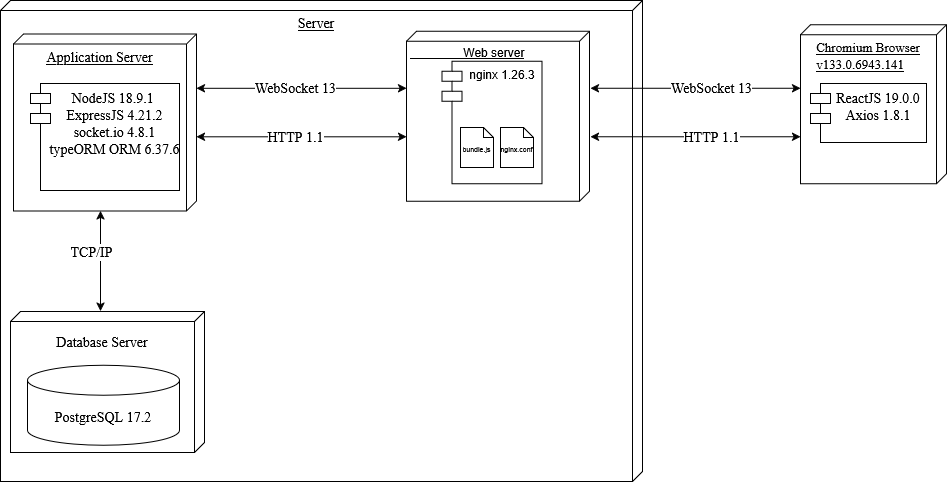 Server
Application Server
NodeJS 18.9.1
ExpressJS 4.21.2
socket.io 4.8.1
typeORM ORM 6.37.6
WebSocket 13
HTTP 1.1
Web server
nginx 1.26.3
bundle.js
nginx.conf
WebSocket 13
HTTP 1.1
Chromium Browser
v133.0.6943.141
ReactJS 19.0.0
Axios 1.8.1
TCP/IP
Database Server
PostgreSQL 17.2